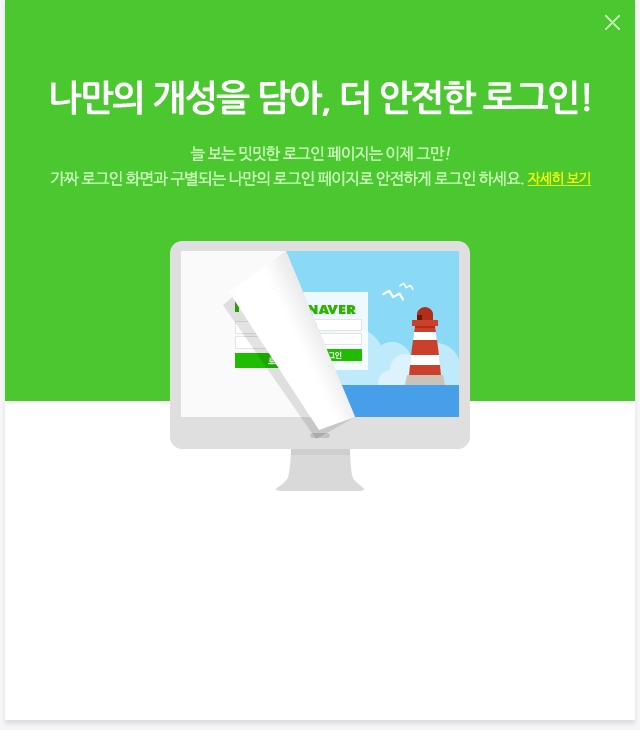 나만의 개성을 담아, 더 안전한 로그인!
늘 보는 밋밋한 로그인 페이지는 이제 그만!
가짜 로그인 화면과 구별되는 나만의 로그인 페이지로 안전하게 로그인 하세요. 자세히 보기
NAVER
그인